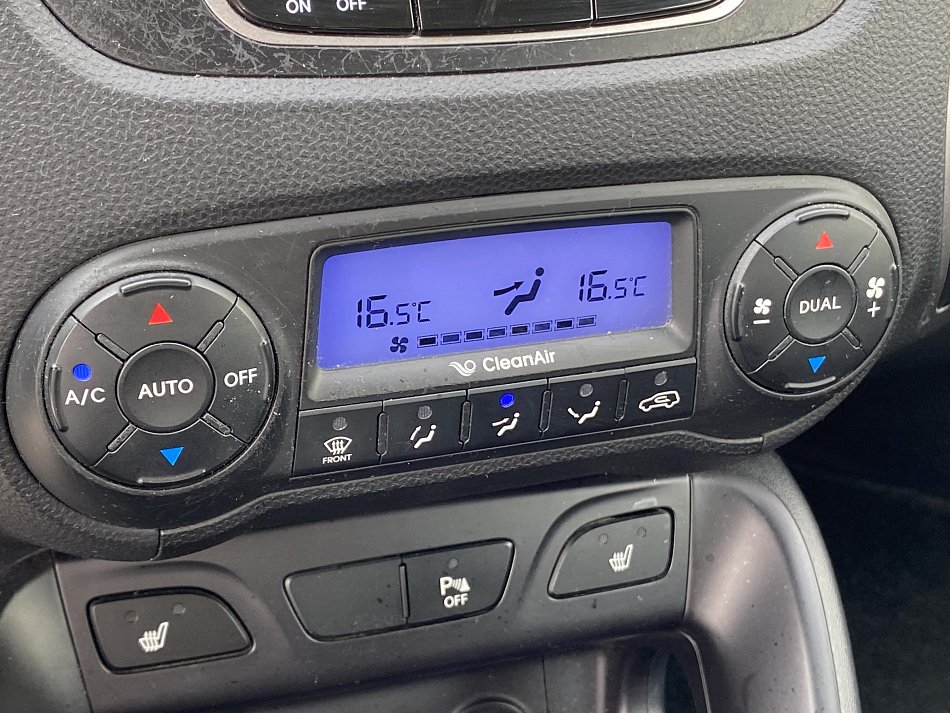 ON OFF
16.5°C 16.5°C
CleanAir
A/C AUTO OFF
DUAL
− +
FRONT
P
OFF